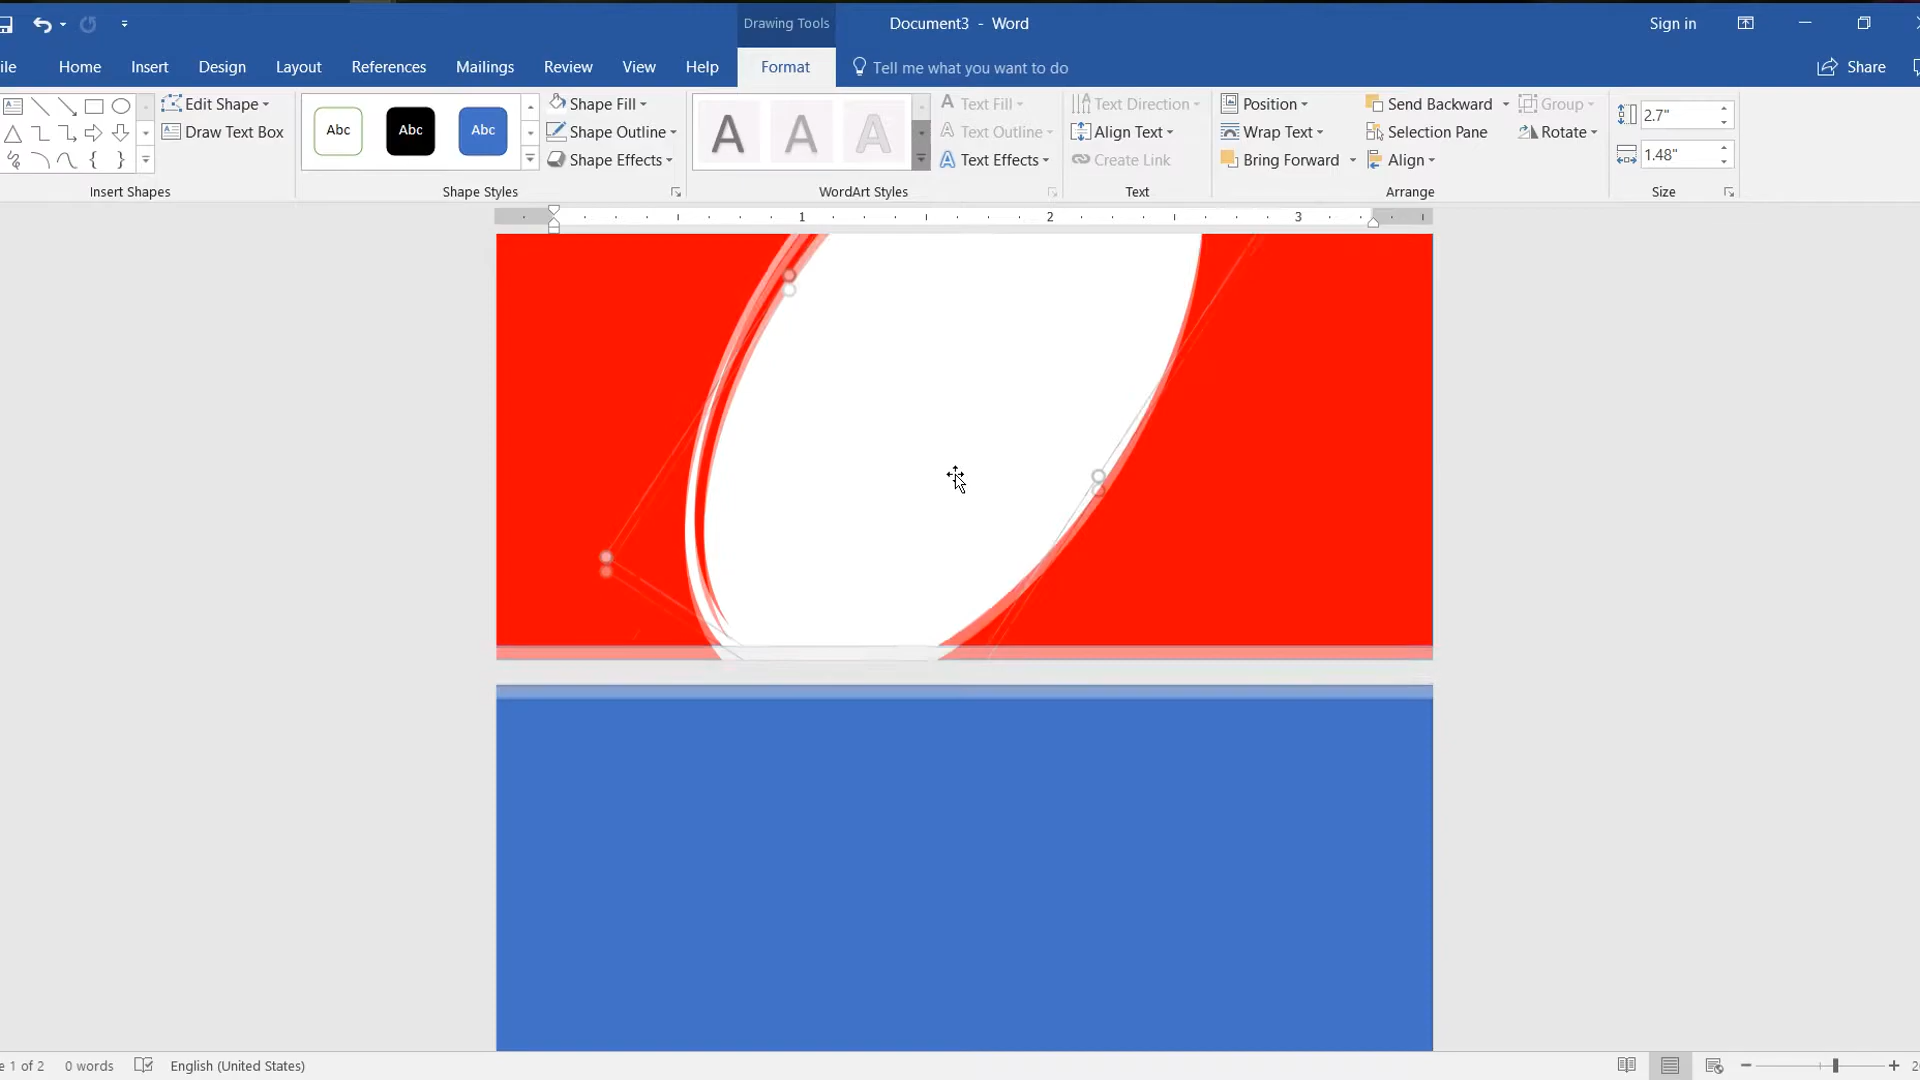 Drawing Tools
Document3 - Word
Sign in
ile Home Insert Design Layout References Mailings Review View Help Format Tell me what you want to do Share
Edit Shape
Draw Text Box
Insert Shapes
Abc Abc Abc
Shape Fill
Shape Outline
Shape Effects
Shape Styles
A A A
Text Fill
Text Outline
Text Effects
WordArt Styles
Text Direction
Align Text
Create Link
Text
Position
Wrap Text
Bring Forward
Send Backward
Selection Pane
Align
Group
Rotate
Arrange
2.7"
1.48"
Size
1 2 3
e 1 of 2 0 words English (United States)